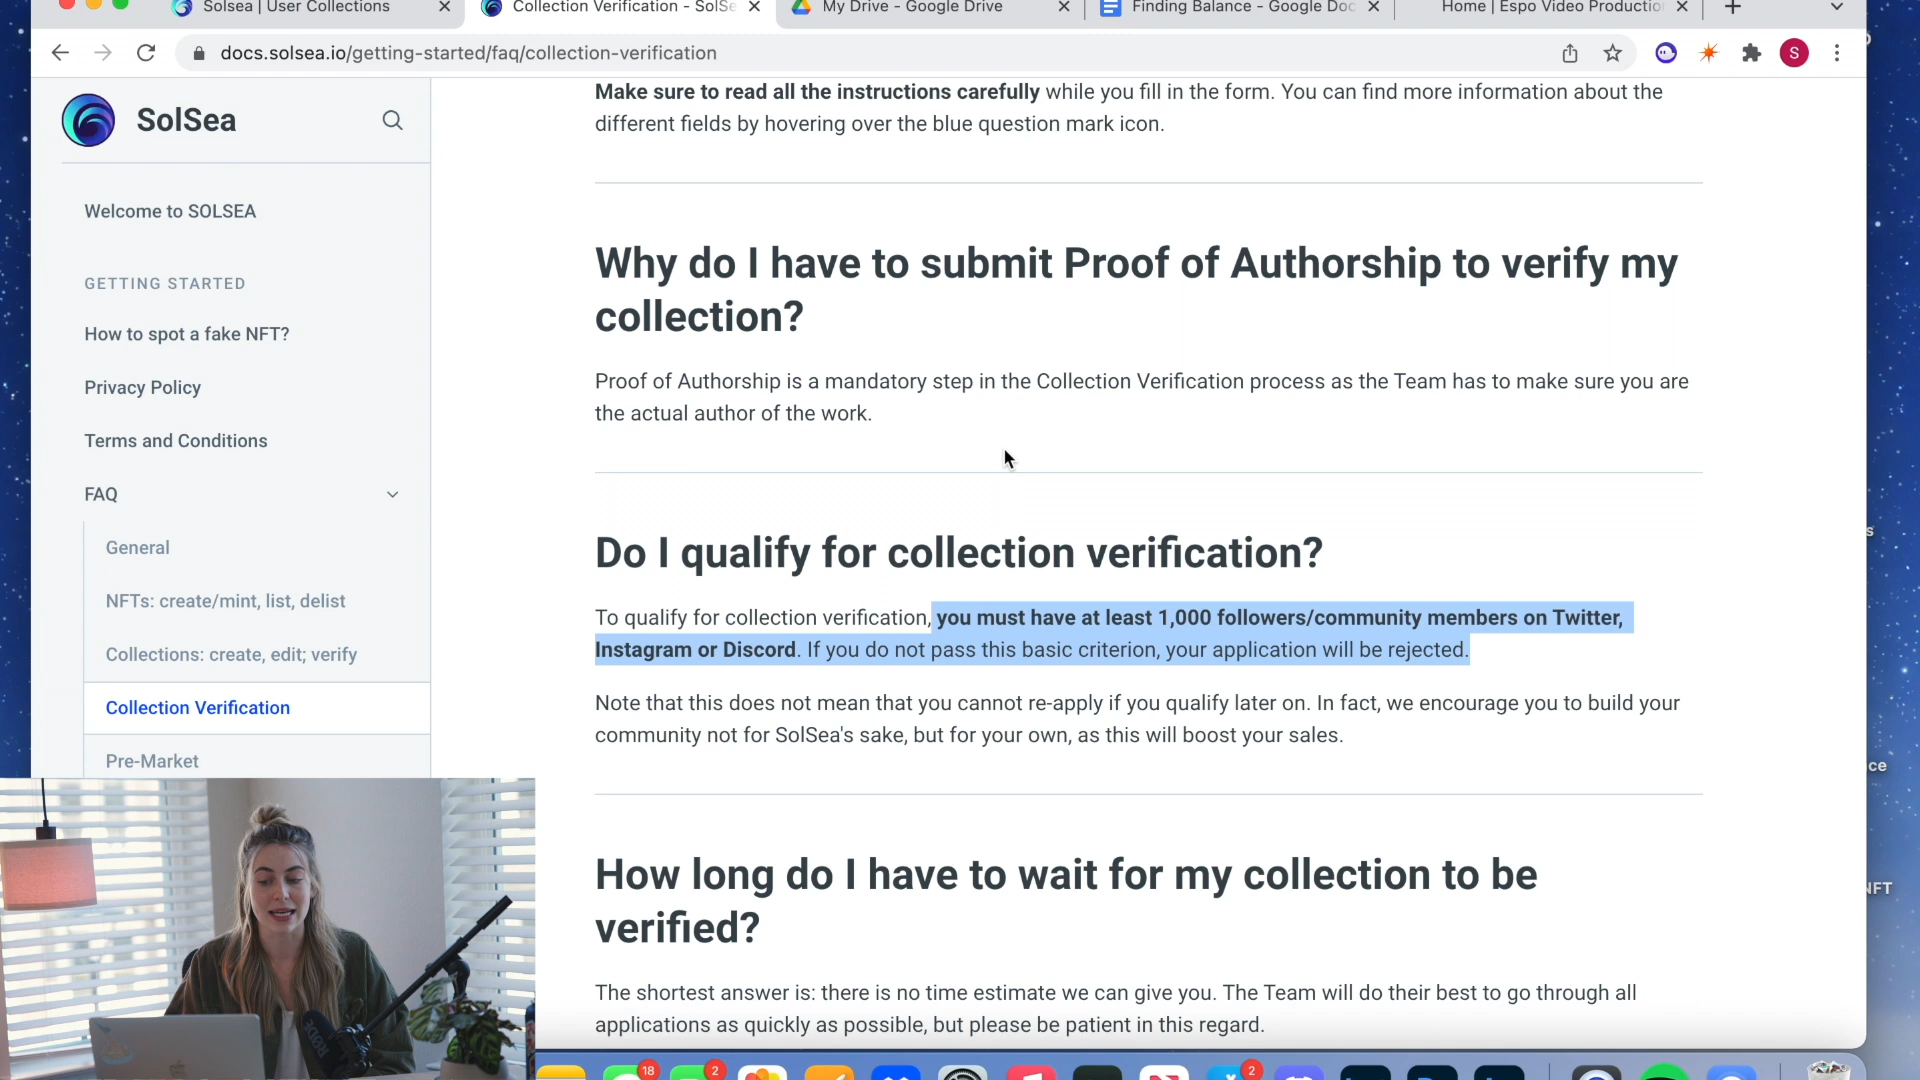 Solsea | User Collections
Collection Verification - SolSe
My Drive - Google Drive
Finding Balance - Google Doc
Home | Espo Video Productio
docs.solsea.io/getting-started/faq/collection-verification
S
SolSea
Welcome to SOLSEA
GETTING STARTED
How to spot a fake NFT?
Privacy Policy
Terms and Conditions
FAQ
General
NFTs: create/mint, list, delist
Collections: create, edit; verify
Collection Verification
Pre-Market
Make sure to read all the instructions carefully while you fill in the form. You can find more information about the
different fields by hovering over the blue question mark icon.
Why do I have to submit Proof of Authorship to verify my
collection?
Proof of Authorship is a mandatory step in the Collection Verification process as the Team has to make sure you are
the actual author of the work.
Do I qualify for collection verification?
To qualify for collection verification, you must have at least 1,000 followers/community members on Twitter,
Instagram or Discord. If you do not pass this basic criterion, your application will be rejected.
Note that this does not mean that you cannot re-apply if you qualify later on. In fact, we encourage you to build your
community not for SolSea's sake, but for your own, as this will boost your sales.
How long do I have to wait for my collection to be
verified?
The shortest answer is: there is no time estimate we can give you. The Team will do their best to go through all
applications as quickly as possible, but please be patient in this regard.
s
ce
NFT
RODE
18
2
2